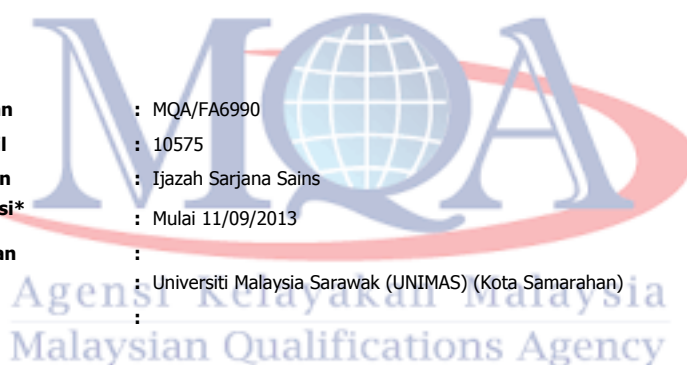 MQA
an : MQA/FA6990
l : 10575
n : Ijazah Sarjana Sains
si* : Mulai 11/09/2013
an :
: Universiti Malaysia Sarawak (UNIMAS) (Kota Samarahan)
Agensi Kelayakan Malaysia
:
Malaysian Qualifications Agency